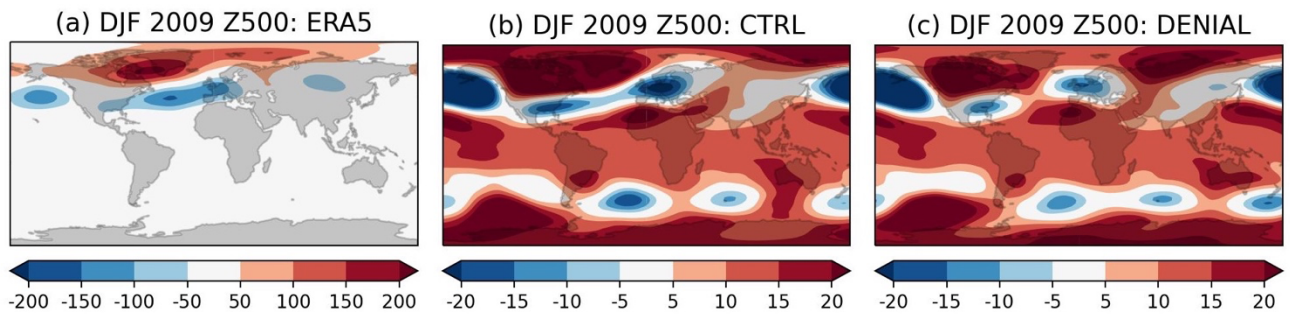 (a) DJF 2009 Z500: ERA5
(b) DJF 2009 Z500: CTRL
(c) DJF 2009 Z500: DENIAL
-200 -150 -100 -50 50 100 150 200
-20 -15 -10 -5 5 10 15 20
-20 -15 -10 -5 5 10 15 20